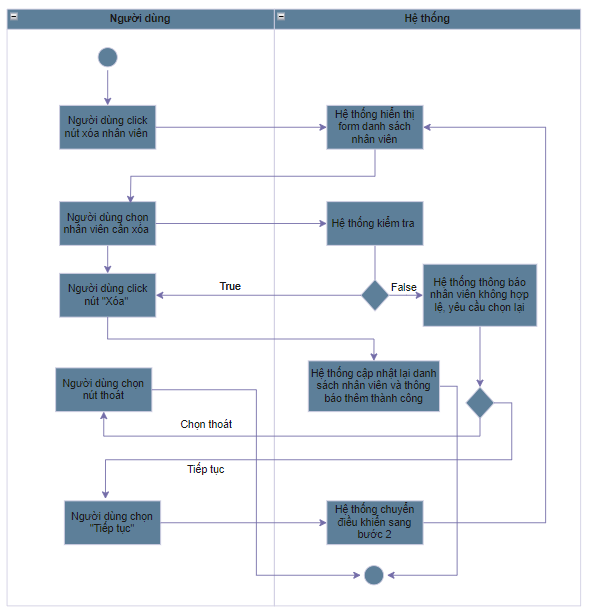 Người dùng
Hệ thống
Người dùng click
nút xóa nhân viên
Hệ thống hiển thị
form danh sách
nhân viên
Người dùng chọn
nhân viên cần xóa
Hệ thống kiểm tra
Người dùng click
nút "Xóa"
True
False
Hệ thống thông báo
nhân viên không hợp
lệ, yêu cầu chọn lại
Hệ thống cập nhật lại danh
sách nhân viên và thông
báo thêm thành công
Người dùng chọn
nút thoát
Chọn thoát
Tiếp tục
Người dùng chọn
"Tiếp tục"
Hệ thống chuyển
điều khiển sang
bước 2